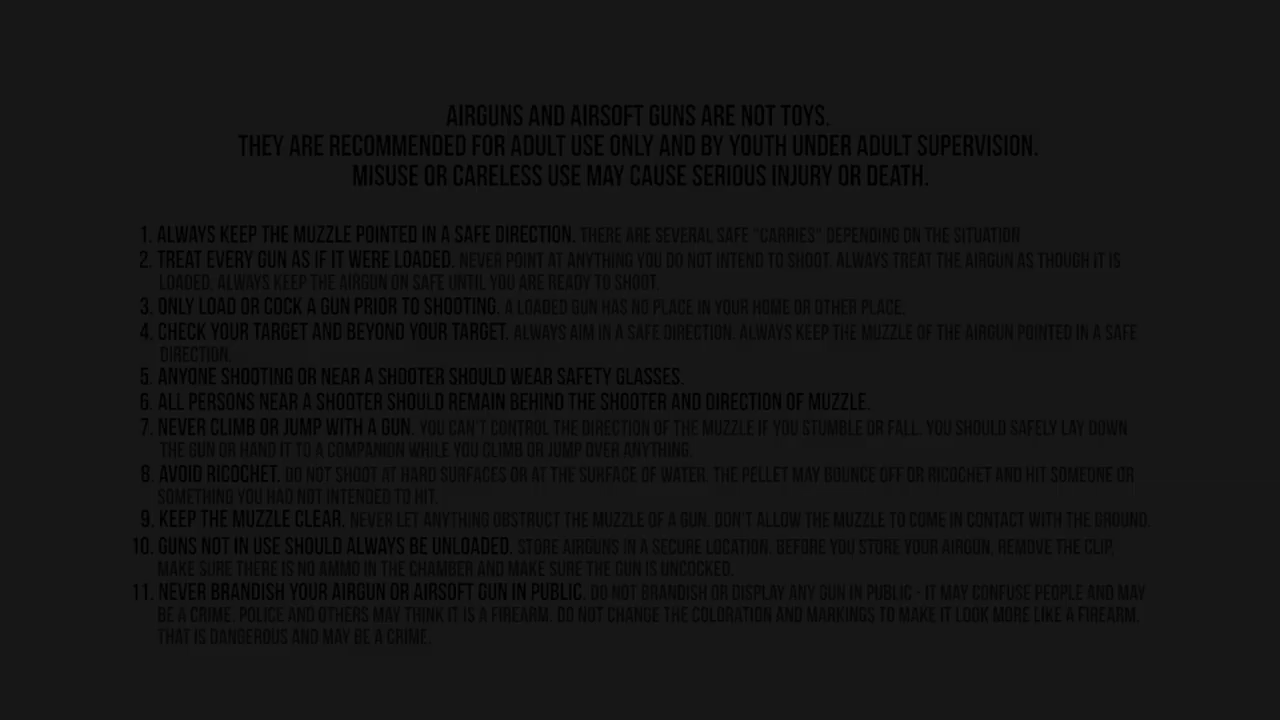 AIRGUNS AND AIRSOFT GUNS ARE NOT TOYS.
THEY ARE RECOMMENDED FOR ADULT USE ONLY AND BY YOUTH UNDER ADULT SUPERVISION.
MISUSE OR CARELESS USE MAY CAUSE SERIOUS INJURY OR DEATH.
1. ALWAYS KEEP THE MUZZLE POINTED IN A SAFE DIRECTION. THERE ARE SEVERAL SAFE "CARRIES" DEPENDING ON THE SITUATION
2. TREAT EVERY GUN AS IF IT WERE LOADED. NEVER POINT AT ANYTHING YOU DO NOT INTEND TO SHOOT. ALWAYS TREAT THE AIRGUN AS THOUGH IT IS
LOADED, ALWAYS KEEP THE AIRGUN ON SAFE UNTIL YOU ARE READY TO SHOOT.
3. ONLY LOAD OR COCK A GUN PRIOR TO SHOOTING. A LOADED GUN HAS NO PLACE IN YOUR HOME OR OTHER PLACE.
4. CHECK YOUR TARGET AND BEYOND YOUR TARGET. ALWAYS AIM IN A SAFE DIRECTION. ALWAYS KEEP THE MUZZLE OF THE AIRGUN POINTED IN A SAFE
DIRECTION.
5. ANYONE SHOOTING OR NEAR A SHOOTER SHOULD WEAR SAFETY GLASSES.
6. ALL PERSONS NEAR A SHOOTER SHOULD REMAIN BEHIND THE SHOOTER AND DIRECTION OF MUZZLE.
7. NEVER CLIMB OR JUMP WITH A GUN. YOU CAN'T CONTROL THE DIRECTION OF THE MUZZLE IF YOU STUMBLE OR FALL. YOU SHOULD SAFELY LAY DOWN
THE GUN OR HAND IT TO A COMPANION WHILE YOU CLIMB OR JUMP OVER ANYTHING.
8. AVOID RICOCHET. DO NOT SHOOT AT HARD SURFACES OR AT THE SURFACE OF WATER. THE PELLET MAY BOUNCE OFF OR RICOCHET AND HIT SOMEONE OR
SOMETHING YOU HAD NOT INTENDED TO HIT.
9. KEEP THE MUZZLE CLEAR. NEVER LET ANYTHING OBSTRUCT THE MUZZLE OF A GUN. DON'T ALLOW THE MUZZLE TO COME IN CONTACT WITH THE GROUND.
10. GUNS NOT IN USE SHOULD ALWAYS BE UNLOADED. STORE AIRGUNS IN A SECURE LOCATION. BEFORE YOU STORE YOUR AIRGUN, REMOVE THE CLIP,
MAKE SURE THERE IS NO AMMO IN THE CHAMBER AND MAKE SURE THE GUN IS UNCOCKED.
11. NEVER BRANDISH YOUR AIRGUN OR AIRSOFT GUN IN PUBLIC. DO NOT BRANDISH OR DISPLAY ANY GUN IN PUBLIC - IT MAY CONFUSE PEOPLE AND MAY
BE A CRIME. POLICE AND OTHERS MAY THINK IT IS A FIREARM. DO NOT CHANGE THE COLORATION AND MARKINGS TO MAKE IT LOOK MORE LIKE A FIREARM.
THAT IS DANGEROUS AND MAY BE A CRIME.